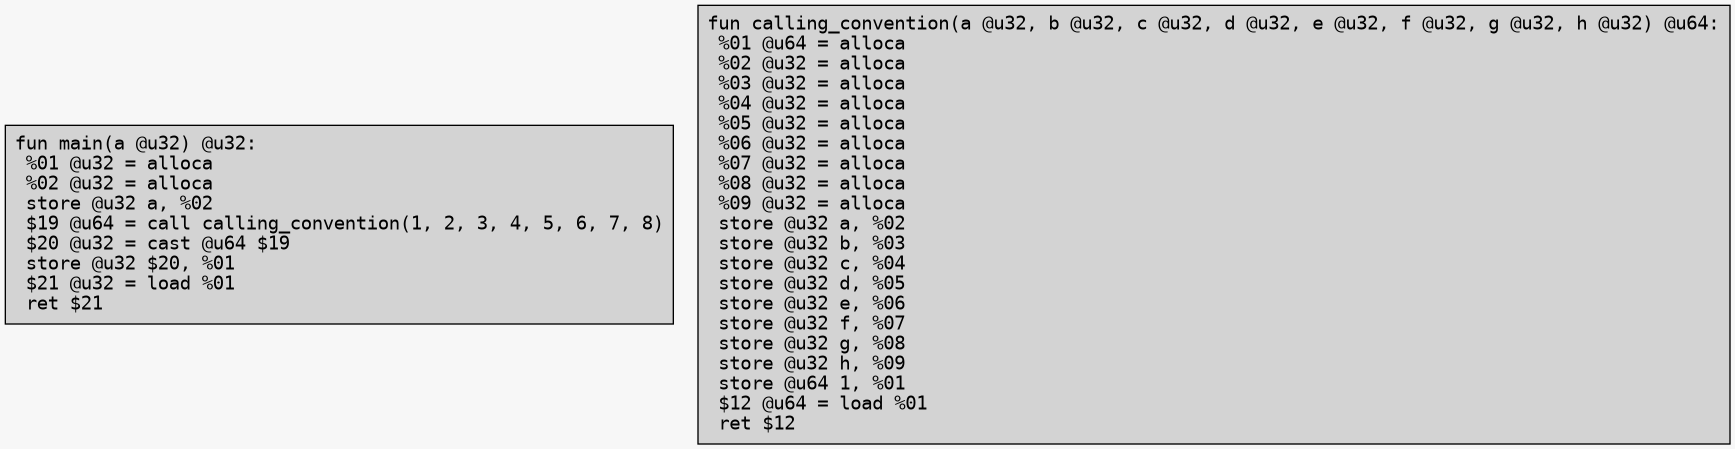 fun main(a @u32) @u32:
%01 @u32 = alloca
%02 @u32 = alloca
store @u32 a, %02
$19 @u64 = call calling_convention(1, 2, 3, 4, 5, 6, 7, 8)
$20 @u32 = cast @u64 $19
store @u32 $20, %01
$21 @u32 = load %01
ret $21
fun calling_convention(a @u32, b @u32, c @u32, d @u32, e @u32, f @u32, g @u32, h @u32) @u64:
%01 @u64 = alloca
%02 @u32 = alloca
%03 @u32 = alloca
%04 @u32 = alloca
%05 @u32 = alloca
%06 @u32 = alloca
%07 @u32 = alloca
%08 @u32 = alloca
%09 @u32 = alloca
store @u32 a, %02
store @u32 b, %03
store @u32 c, %04
store @u32 d, %05
store @u32 e, %06
store @u32 f, %07
store @u32 g, %08
store @u32 h, %09
store @u64 1, %01
$12 @u64 = load %01
ret $12